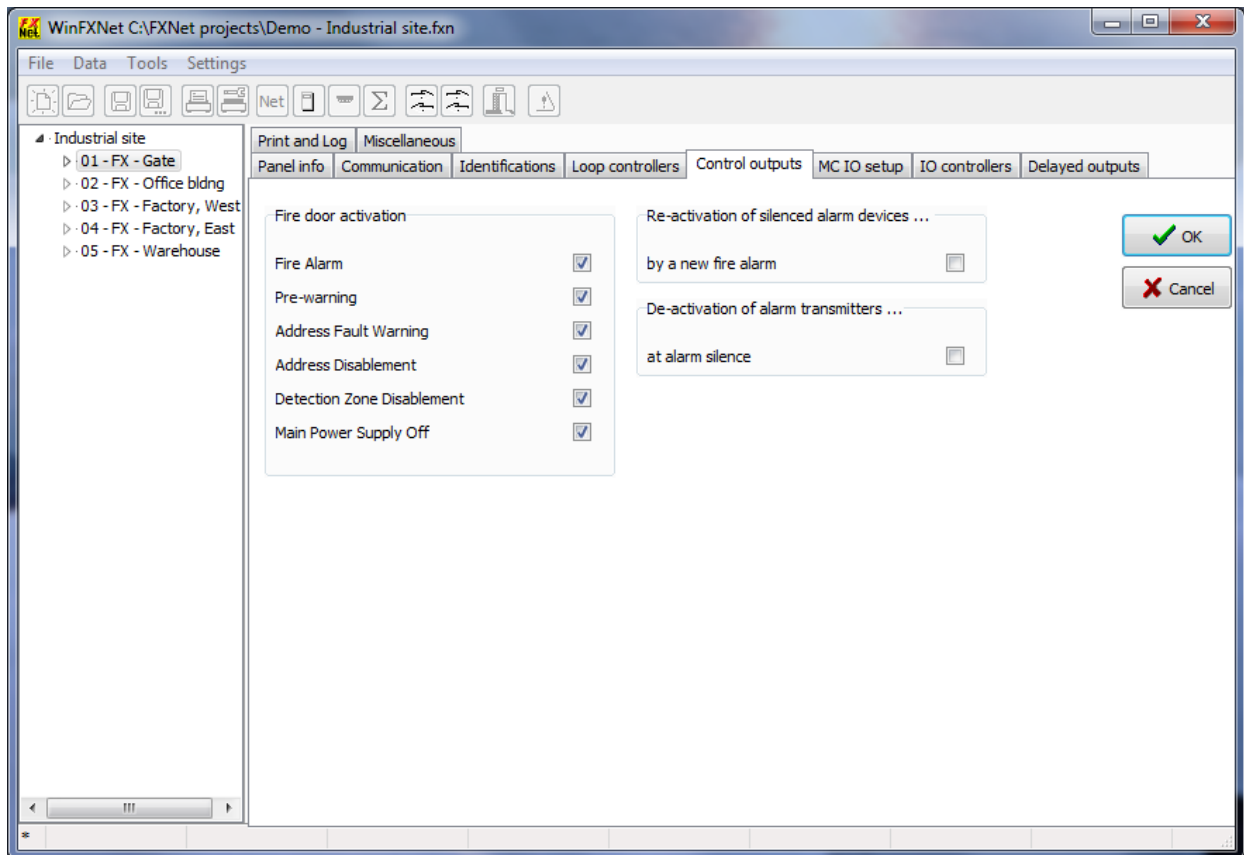 FX Net WinFXNet C:\FXNet projects\Demo - Industrial site.fxn
File Data Tools Settings
Net Σ
Industrial site
01 - FX - Gate
02 - FX - Office bldng
03 - FX - Factory, West
04 - FX - Factory, East
05 - FX - Warehouse
Print and Log Miscellaneous
Panel info Communication Identifications Loop controllers Control outputs MC IO setup IO controllers Delayed outputs
Fire door activation
Fire Alarm
Pre-warning
Address Fault Warning
Address Disablement
Detection Zone Disablement
Main Power Supply Off
Re-activation of silenced alarm devices ...
by a new fire alarm
De-activation of alarm transmitters ...
at alarm silence
OK
Cancel
*